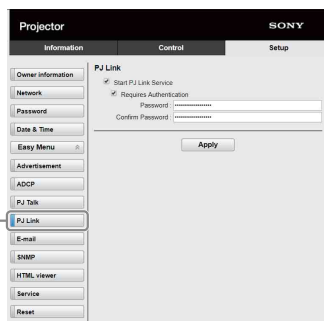 Projector
SONY
Information
Control
Setup
Owner information
Network
Password
Date & Time
Easy Menu
Advertisement
ADCP
PJ Talk
PJ Link
E-mail
SNMP
HTML viewer
Service
Reset
PJ Link
Start PJ Link Service
Requires Authentication
Password :
Confirm Password :
Apply